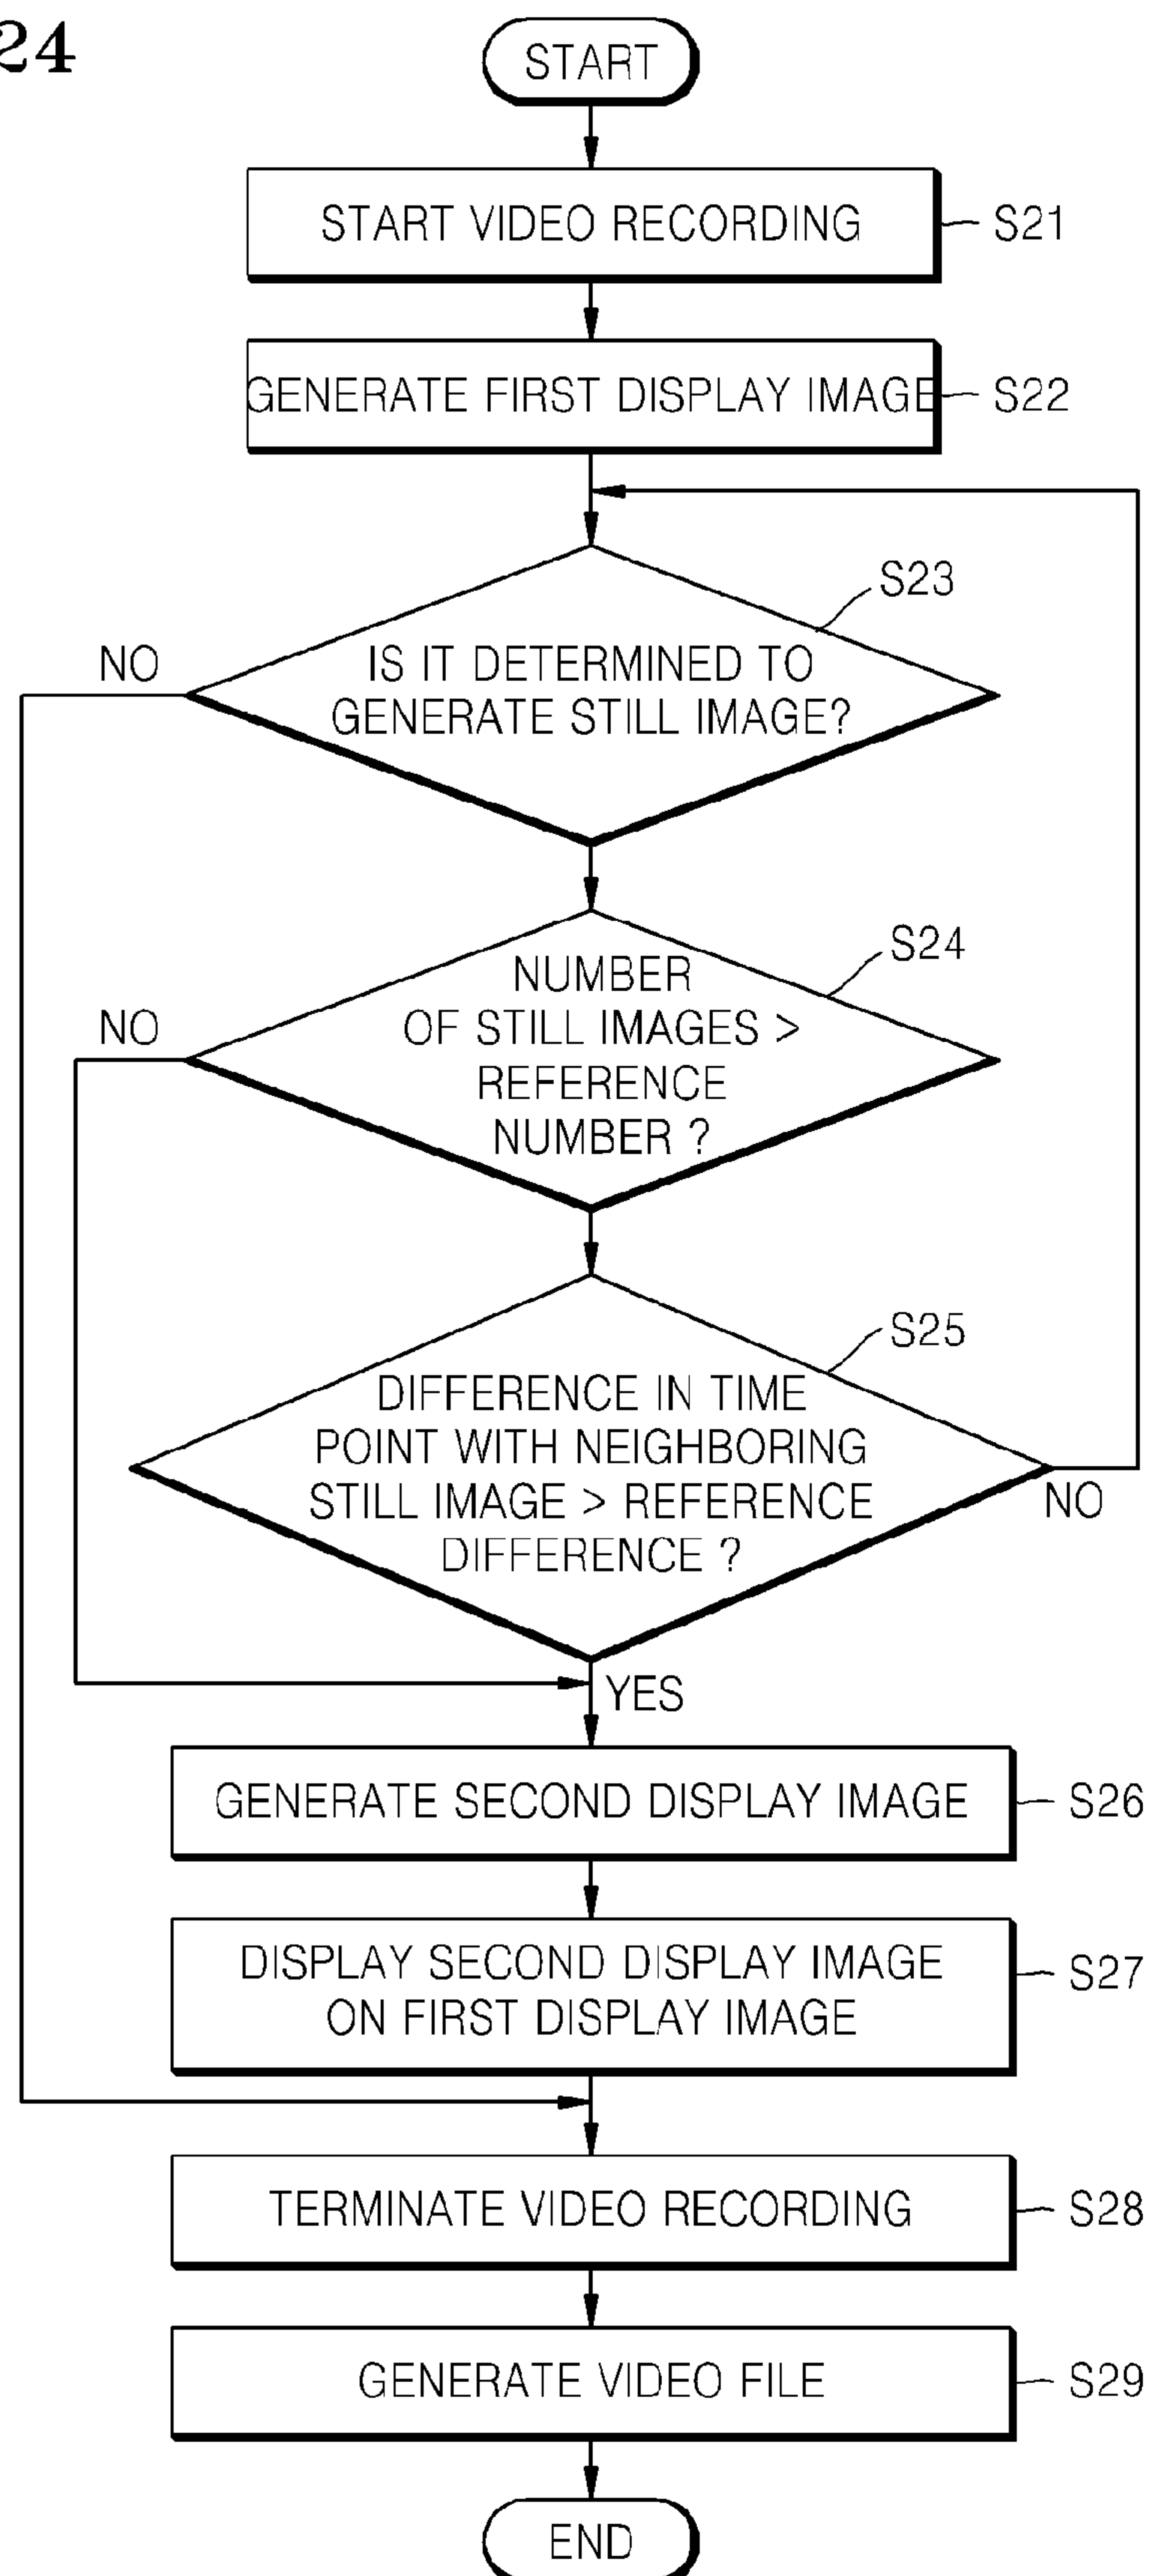 24
START
START VIDEO RECORDING
S21
GENERATE FIRST DISPLAY IMAGE
S22
S23
NO
IS IT DETERMINED TO
GENERATE STILL IMAGE?
S24
NO
NUMBER
OF STILL IMAGES >
REFERENCE
NUMBER ?
S25
DIFFERENCE IN TIME
POINT WITH NEIGHBORING
STILL IMAGE > REFERENCE
DIFFERENCE ?
NO
YES
GENERATE SECOND DISPLAY IMAGE
S26
DISPLAY SECOND DISPLAY IMAGE
ON FIRST DISPLAY IMAGE
S27
TERMINATE VIDEO RECORDING
S28
GENERATE VIDEO FILE
S29
END